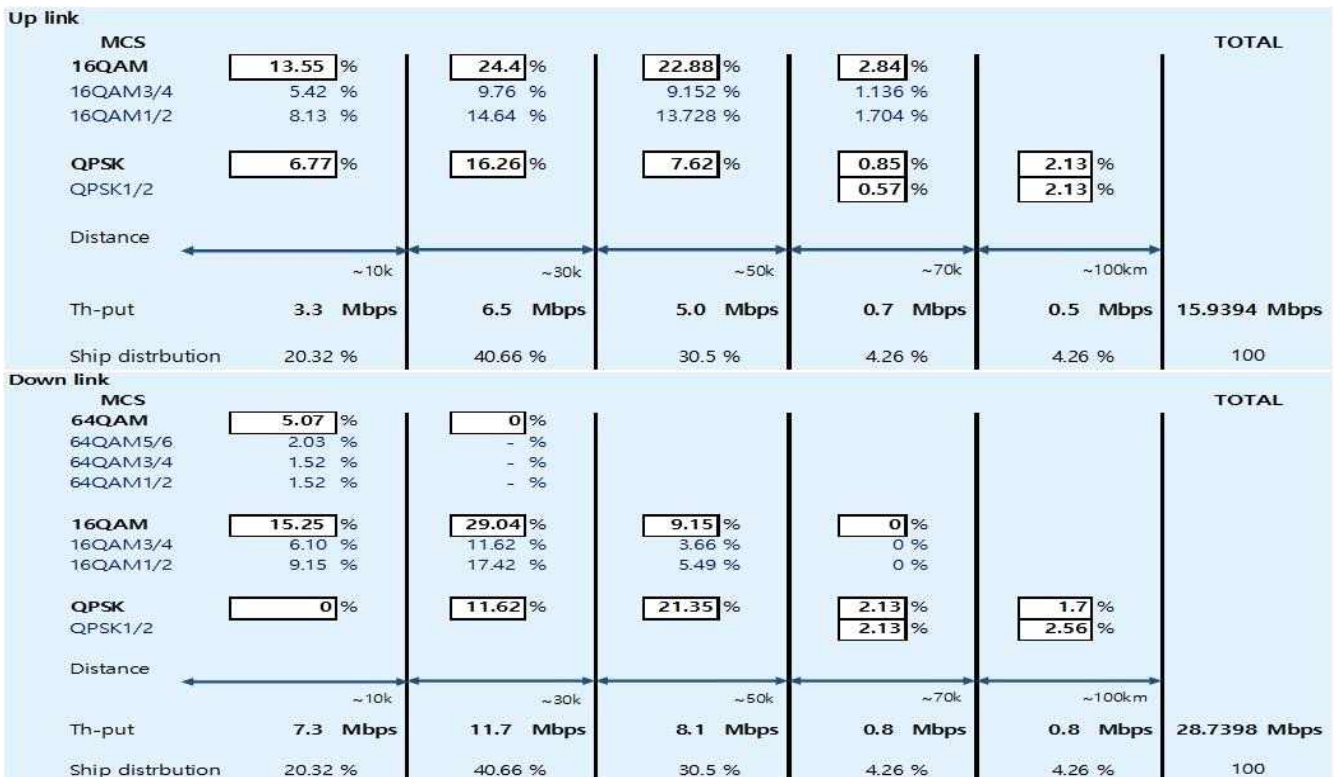 Up link
MCS TOTAL
16QAM 13.55 % 24.4 % 22.88 % 2.84 %
16QAM3/4 5.42 % 9.76 % 9.152 % 1.136 %
16QAM1/2 8.13 % 14.64 % 13.728 % 1.704 %
QPSK 6.77 % 16.26 % 7.62 % 0.85 % 2.13 %
QPSK1/2 0.57 % 2.13 %
Distance
~10k ~30k ~50k ~70k ~100km
Th-put 3.3 Mbps 6.5 Mbps 5.0 Mbps 0.7 Mbps 0.5 Mbps 15.9394 Mbps
Ship distrbution 20.32 % 40.66 % 30.5 % 4.26 % 4.26 % 100
Down link
MCS TOTAL
64QAM 5.07 % 0 %
64QAM5/6 2.03 % - %
64QAM3/4 1.52 % - %
64QAM1/2 1.52 % - %
16QAM 15.25 % 29.04 % 9.15 % 0 %
16QAM3/4 6.10 % 11.62 % 3.66 % 0 %
16QAM1/2 9.15 % 17.42 % 5.49 % 0 %
QPSK 0 % 11.62 % 21.35 % 2.13 % 1.7 %
QPSK1/2 2.13 % 2.56 %
Distance
~10k ~30k ~50k ~70k ~100km
Th-put 7.3 Mbps 11.7 Mbps 8.1 Mbps 0.8 Mbps 0.8 Mbps 28.7398 Mbps
Ship distrbution 20.32 % 40.66 % 30.5 % 4.26 % 4.26 % 100